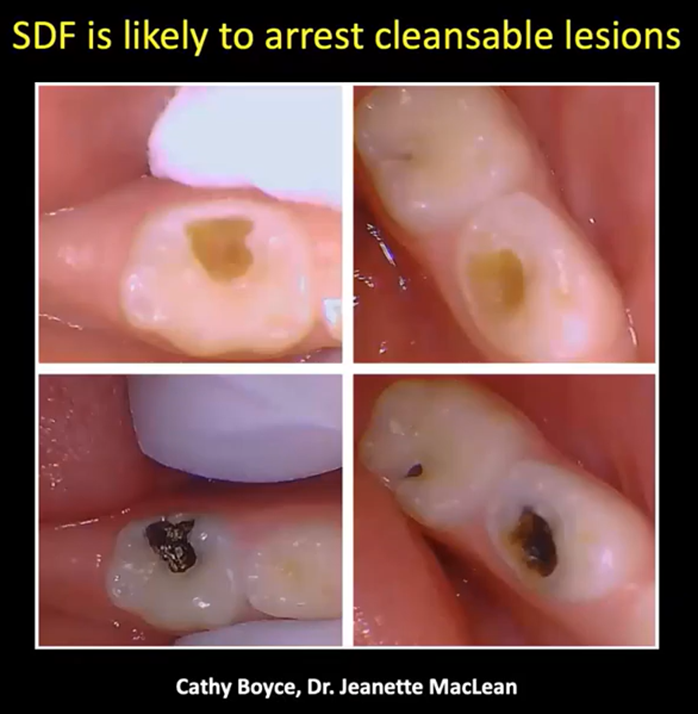 SDF is likely to arrest cleansable lesions
Cathy Boyce, Dr. Jeanette MacLean